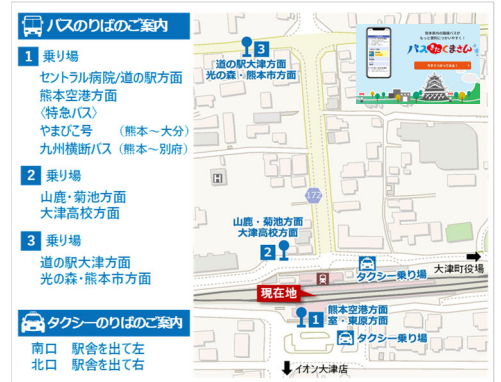 バスのりばのご案内
1 乗り場
セントラル病院/道の駅方面
熊本空港方面
〈特急バス〉
やまびこ号 （熊本～大分）
九州横断バス（熊本～別府）
2 乗り場
山鹿・菊池方面
大津高校方面
3 乗り場
道の駅大津方面
光の森・熊本市方面
タクシーのりばのご案内
南口 駅舎を出て左
北口 駅舎を出て右
3
道の駅大津方面
光の森・熊本市方面
バスきたくまさん
172
山鹿・菊池方面
大津高校方面
2
タクシー乗り場
大津町役場
現在地
1
熊本空港方面
室・東原方面
タクシー乗り場
イオン大津店